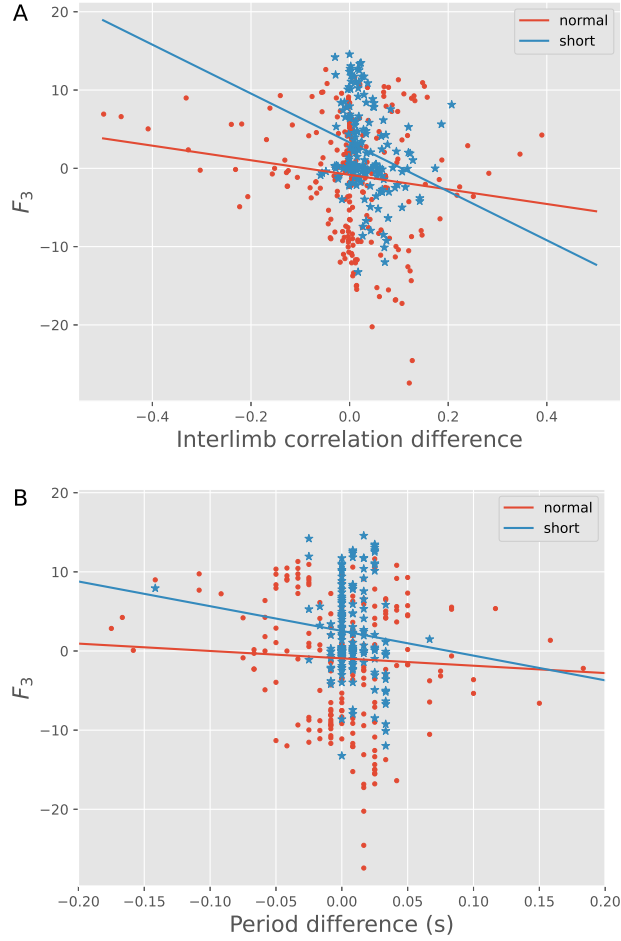 A
20
10
0
−10
−20
F3
normal
short
−0.4 −0.2 0.0 0.2 0.4
Interlimb correlation difference
B
20
10
0
−10
−20
F3
normal
short
−0.20 −0.15 −0.10 −0.05 0.00 0.05 0.10 0.15 0.20
Period difference (s)